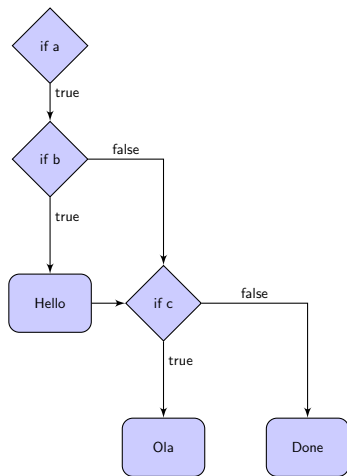 if a
true
if b
false
true
Hello
if c
false
true
Ola
Done